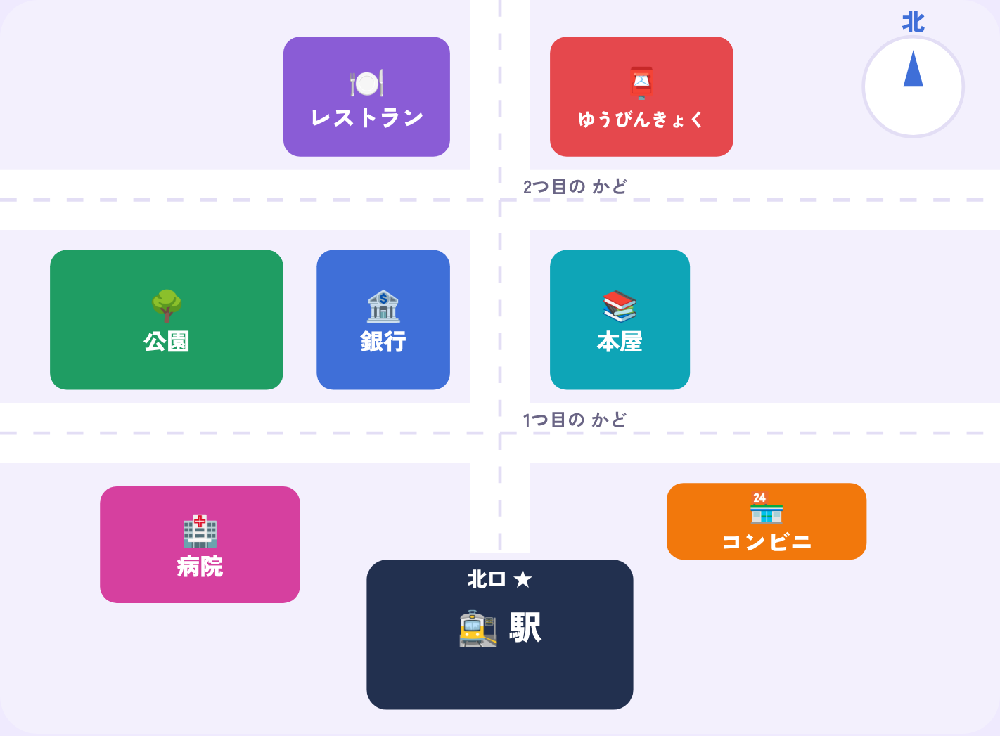 北
レストラン
ゆうびんきょく
2つ目の かど
公園
銀行
本屋
1つ目の かど
病院
24
コンビニ
北口 ★
駅